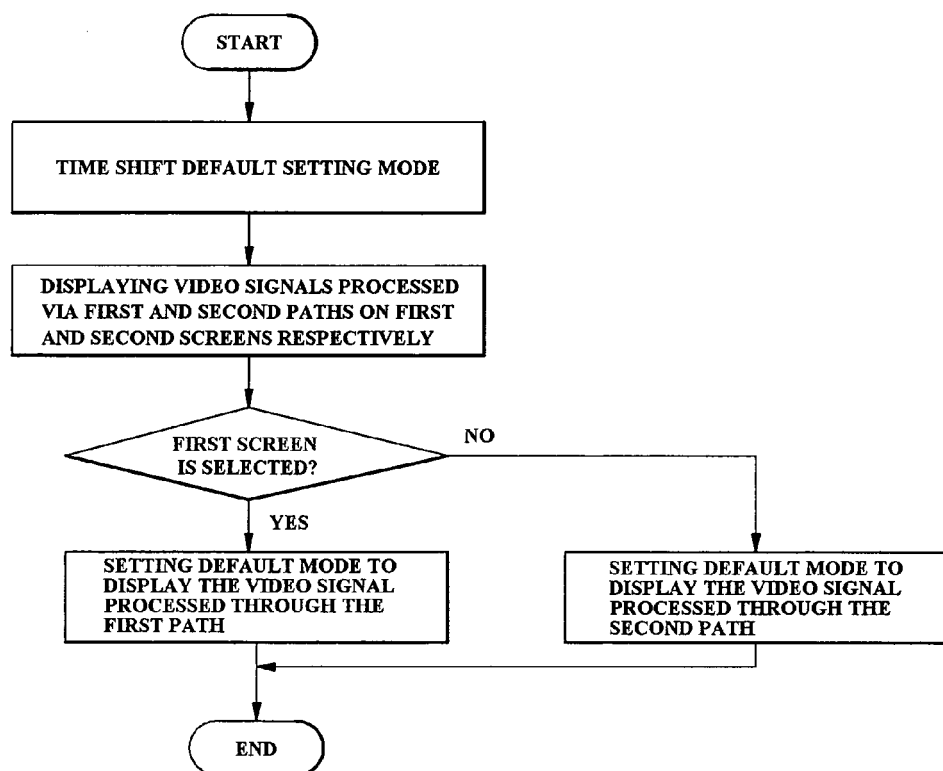 START
TIME SHIFT DEFAULT SETTING MODE
DISPLAYING VIDEO SIGNALS PROCESSED
VIA FIRST AND SECOND PATHS ON FIRST
AND SECOND SCREENS RESPECTIVELY
FIRST SCREEN
IS SELECTED?
NO
YES
SETTING DEFAULT MODE TO
DISPLAY THE VIDEO SIGNAL
PROCESSED THROUGH THE
FIRST PATH
SETTING DEFAULT MODE TO
DISPLAY THE VIDEO SIGNAL
PROCESSED THROUGH THE
SECOND PATH
END